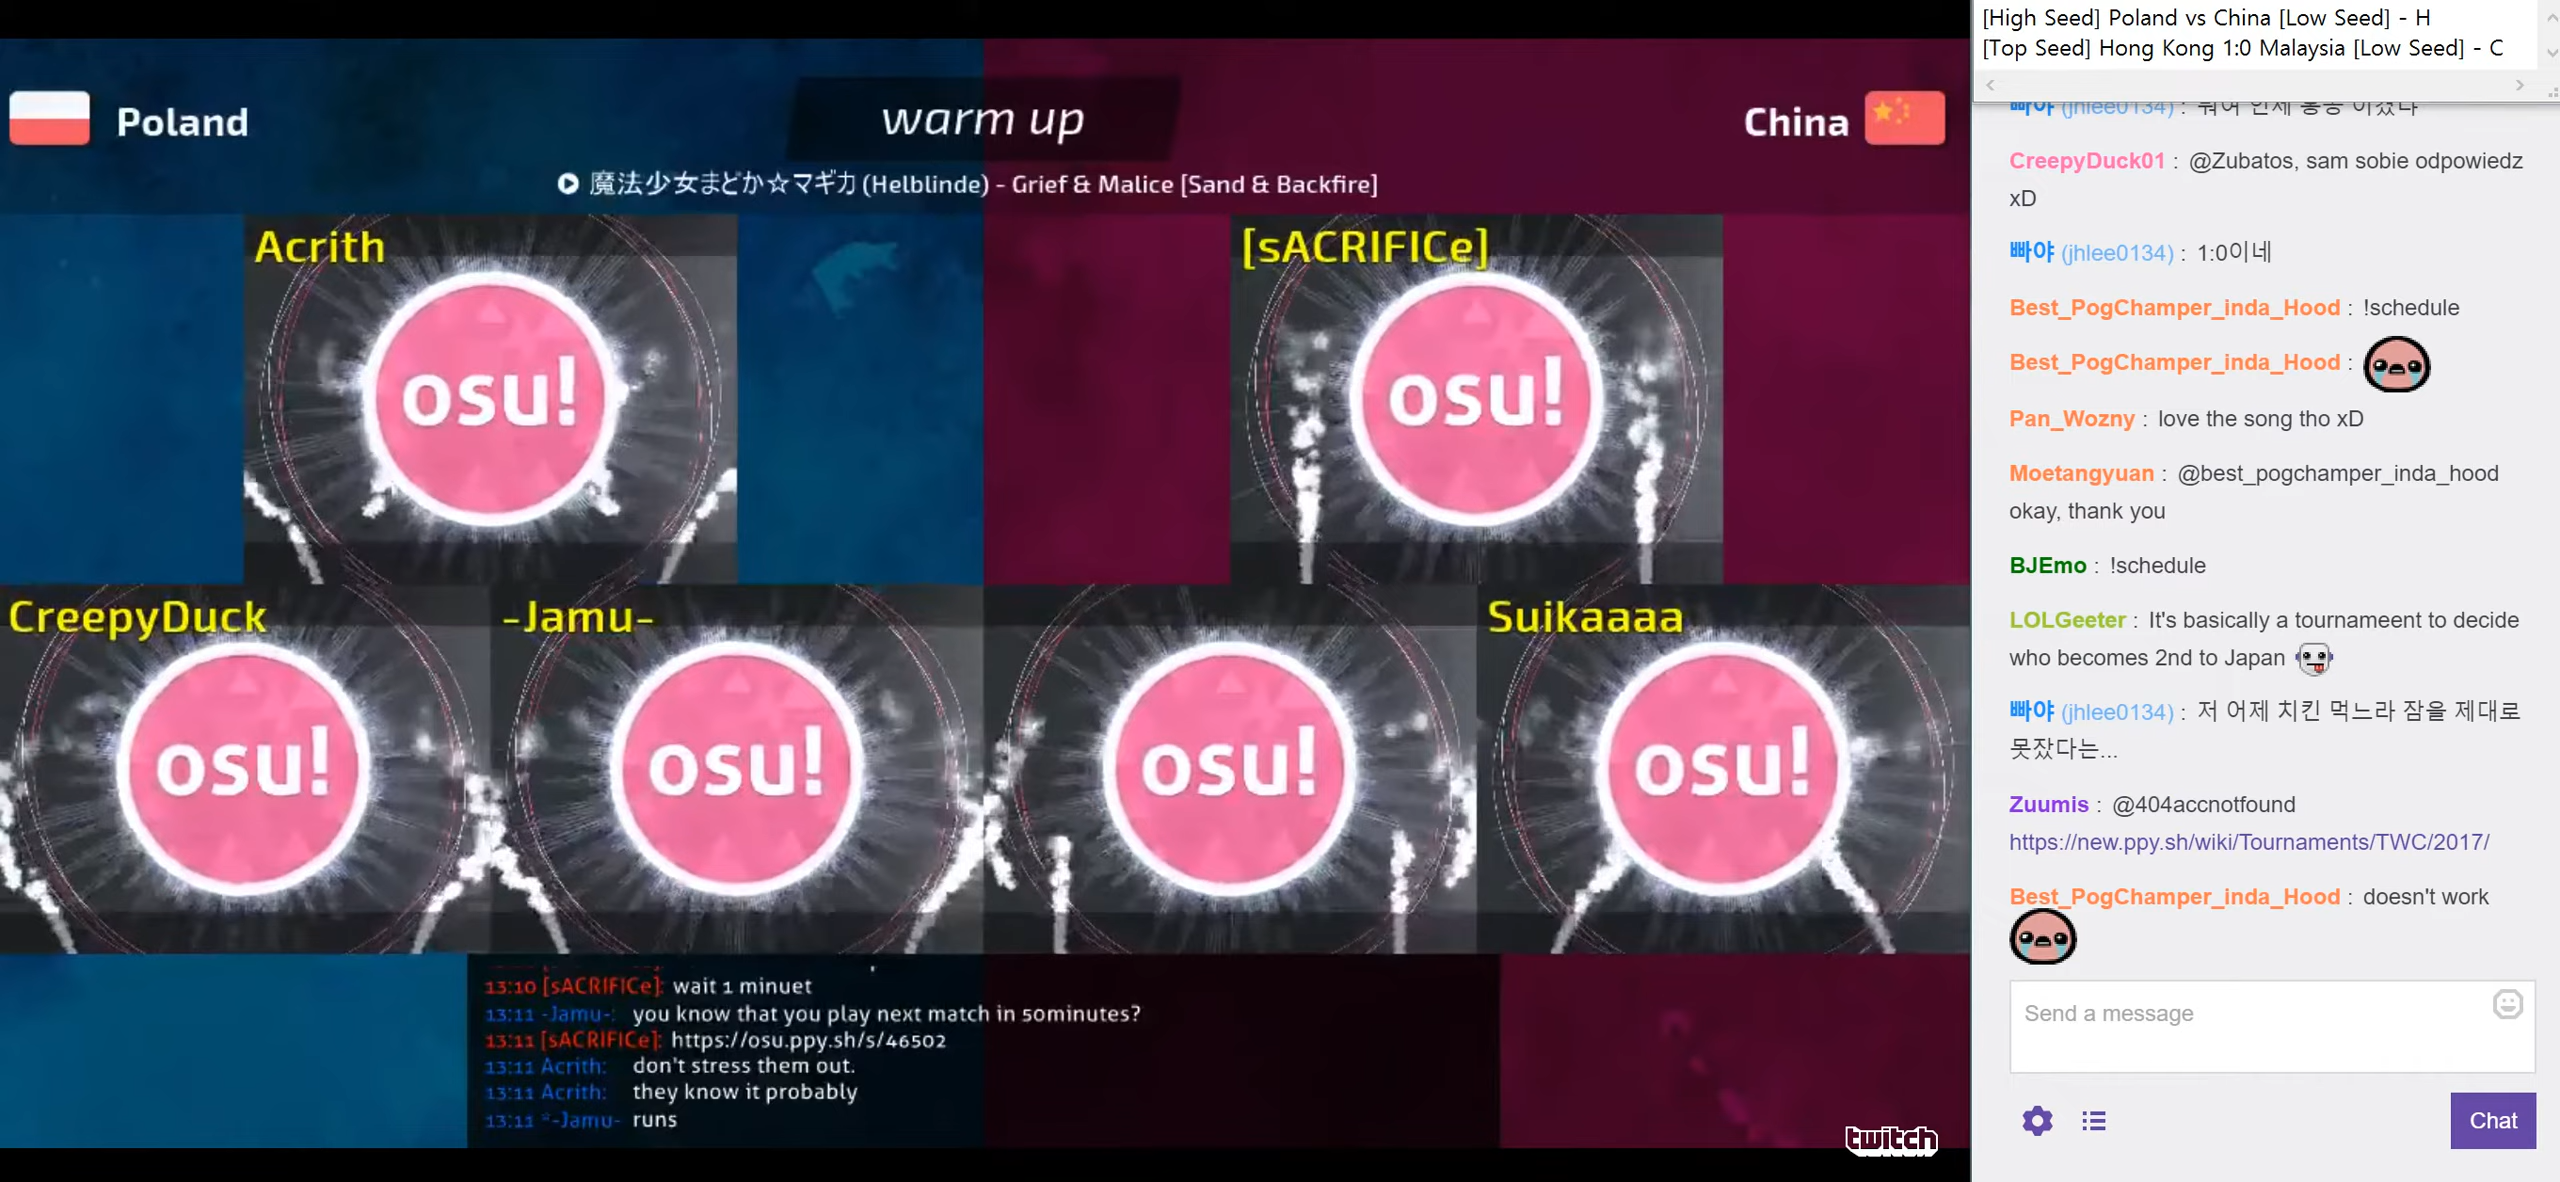 Poland
warm up
China
魔法少女まどか☆マギカ (Helblinde) - Grief & Malice [Sand & Backfire]
Acrith
osu!
[sACRIFICe]
osu!
CreepyDuck
osu!
-Jamu-
osu!
osu!
Suikaaaa
osu!
13:10 [sACRIFICe]: wait 1 minuet
13:11 -Jamu-: you know that you play next match in 50minutes?
13:11 [sACRIFICe]: https://osu.ppy.sh/s/46502
13:11 Acrith: don't stress them out.
13:11 Acrith: they know it probably
13:11 *-Jamu- runs
twitch
[High Seed] Poland vs China [Low Seed] - H
[Top Seed] Hong Kong 1:0 Malaysia [Low Seed] - C
빠야 (jhlee0134) :
CreepyDuck01 : @Zubatos, sam sobie odpowiedz
xD
빠야 (jhlee0134) : 1:0이네
Best_PogChamper_inda_Hood : !schedule
Best_PogChamper_inda_Hood :
Pan_Wozny : love the song tho xD
Moetangyuan : @best_pogchamper_inda_hood
okay, thank you
BJEmo : !schedule
LOLGeeter : It's basically a tournameent to decide
who becomes 2nd to Japan
빠야 (jhlee0134) : 저 어제 치킨 먹느라 잠을 제대로
못잤다는...
Zuumis : @404accnotfound
https://new.ppy.sh/wiki/Tournaments/TWC/2017/
Best_PogChamper_inda_Hood : doesn't work
Send a message
Chat